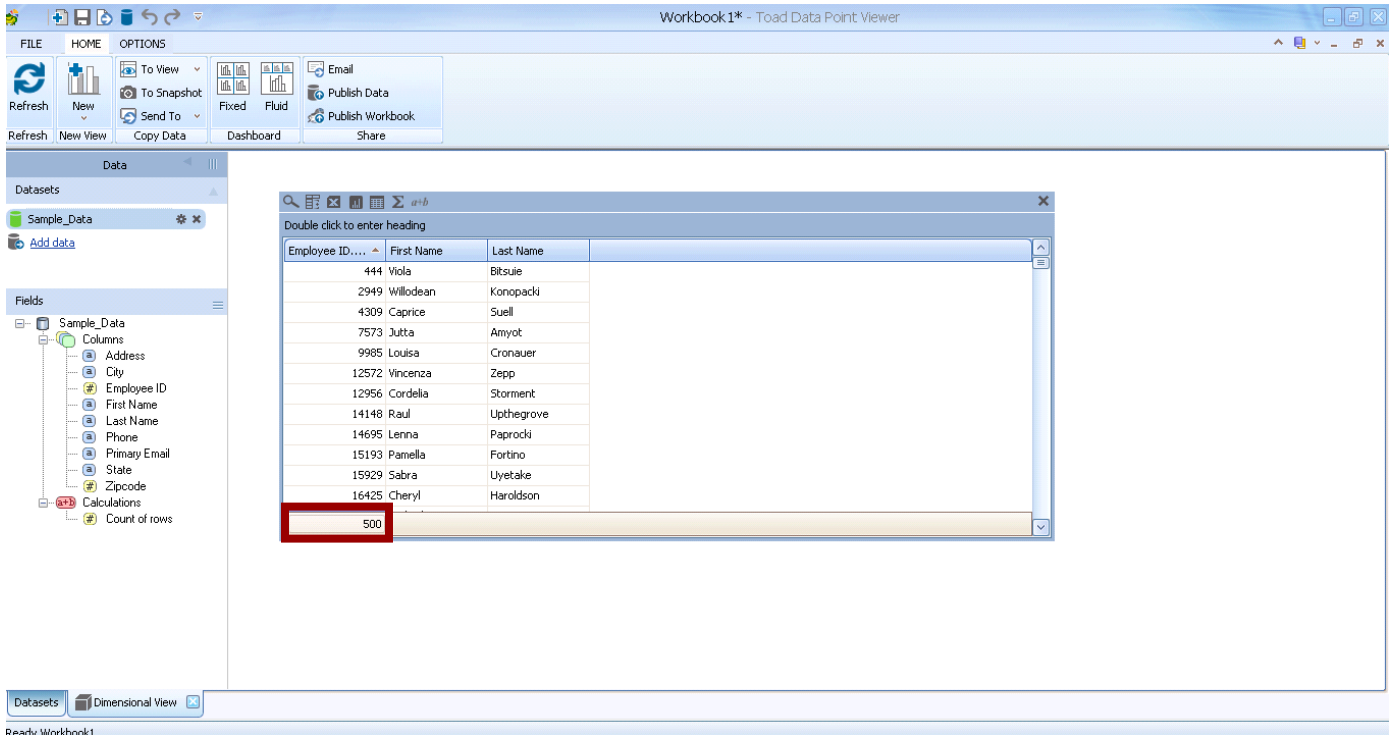 Workbook1* - Toad Data Point Viewer
FILE HOME OPTIONS
Refresh
New
To View
To Snapshot
Send To
Fixed Fluid
Email
Publish Data
Publish Workbook
Refresh New View Copy Data Dashboard Share
Data
Datasets
Sample_Data
Add data
Fields
Sample_Data
Columns
a Address
a City
# Employee ID
a First Name
a Last Name
a Phone
a Primary Email
a State
# Zipcode
a+b Calculations
# Count of rows
Σ a+b
Double click to enter heading
Employee ID.... First Name Last Name
444 Viola Bitsuie
2949 Willodean Konopacki
4309 Caprice Suell
7573 Jutta Amyot
9985 Louisa Cronauer
12572 Vincenza Zepp
12956 Cordelia Storment
14148 Raul Upthegrove
14695 Lenna Paprocki
15193 Pamella Fortino
15929 Sabra Uyetake
16425 Cheryl Haroldson
500
Datasets Dimensional View
Ready Workbook1